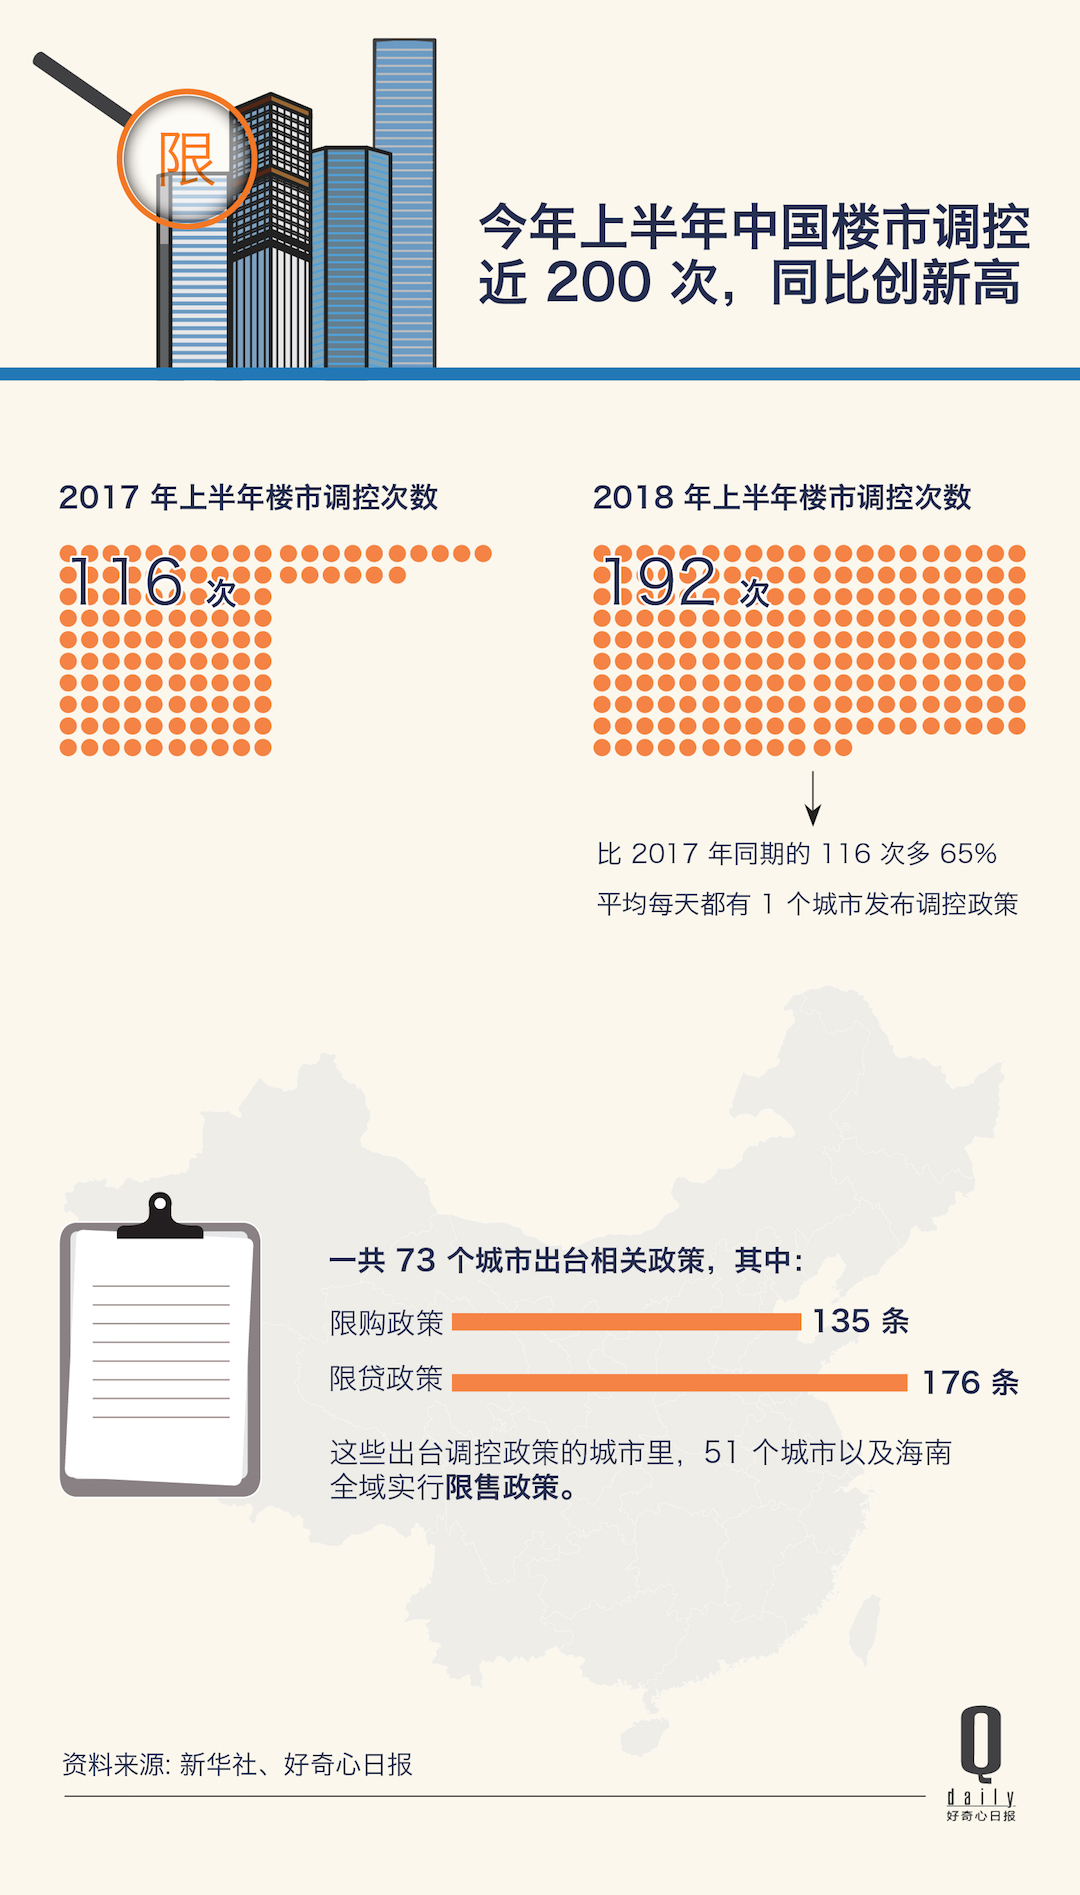 限
今年上半年中国楼市调控
近 200 次，同比创新高
2017 年上半年楼市调控次数
116 次
2018 年上半年楼市调控次数
192 次
比 2017 年同期的 116 次多 65%
平均每天都有 1 个城市发布调控政策
一共 73 个城市出台相关政策，其中：
限购政策 135 条
限贷政策 176 条
这些出台调控政策的城市里，51 个城市以及海南
全域实行限售政策。
资料来源: 新华社、好奇心日报
Q
daily
好奇心日报